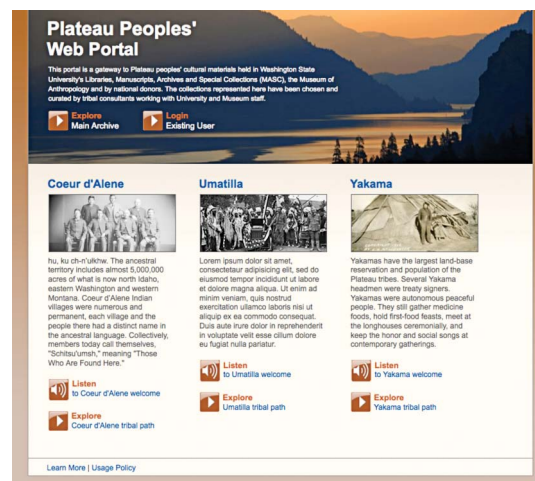 Plateau Peoples'
Web Portal
This portal is a gateway to Plateau peoples' cultural materials held in Washington State
University's Libraries, Manuscripts, Archives and Special Collections (MASC), the Museum of
Anthropology and by national donors. The collections represented here have been chosen and
curated by tribal consultants working with University and Museum staff.
Explore
Main Archive
Login
Existing User
Coeur d'Alene
hu, ku ch-n'ulkhw. The ancestral
territory includes almost 5,000,000
acres of what is now north Idaho,
eastern Washington and western
Montana. Coeur d'Alene Indian
villages were numerous and
permanent, each village and the
people there had a distinct name in
the ancestral language. Collectively,
members today call themselves,
"Schitsu'umsh," meaning "Those
Who Are Found Here."
Listen
to Coeur d'Alene welcome
Explore
Coeur d'Alene tribal path
Umatilla
Lorem ipsum dolor sit amet,
consectetaur adipisicing elit, sed do
eiusmod tempor incididunt ut labore
et dolore magna aliqua. Ut enim ad
minim veniam, quis nostrud
exercitation ullamco laboris nisi ut
aliquip ex ea commodo consequat.
Duis aute irure dolor in reprehenderit
in voluptate velit esse cillum dolore
eu fugiat nulla pariatur.
Listen
to Umatilla welcome
Explore
Umatilla tribal path
Yakama
Yakamas have the largest land-base
reservation and population of the
Plateau tribes. Several Yakama
headmen were treaty signers.
Yakamas were autonomous peaceful
people. They still gather medicine
foods, hold first-food feasts, meet at
the longhouses ceremonially, and
keep the honor and social songs at
contemporary gatherings.
Listen
to Yakama welcome
Explore
Yakama tribal path
Learn More | Usage Policy